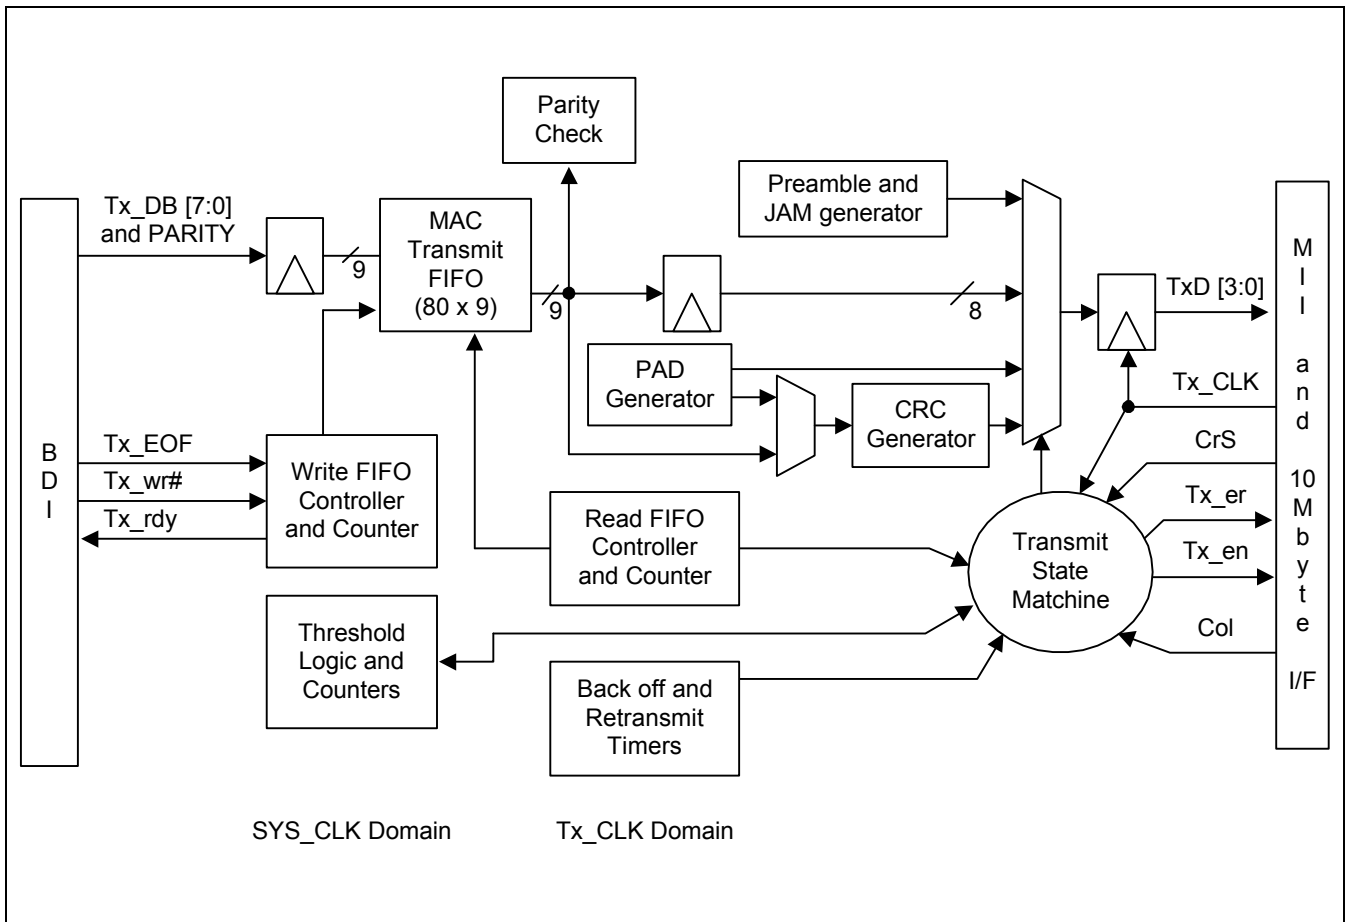 Parity
Check
Preamble and
JAM generator
Tx_DB [7:0]
and PARITY
9
MAC
Transmit
FIFO
(80 x 9)
9
8
TxD [3:0]
PAD
Generator
CRC
Generator
Tx_CLK
CrS
Tx_er
Tx_en
Col
B
D
I
Tx_EOF
Tx_wr#
Tx_rdy
Write FIFO
Controller
and Counter
Read FIFO
Controller
and Counter
Transmit
State
Matchine
Threshold
Logic and
Counters
Back off and
Retransmit
Timers
M
I
I
a
n
d
10
M
b
y
t
e
I/F
SYS_CLK Domain
Tx_CLK Domain